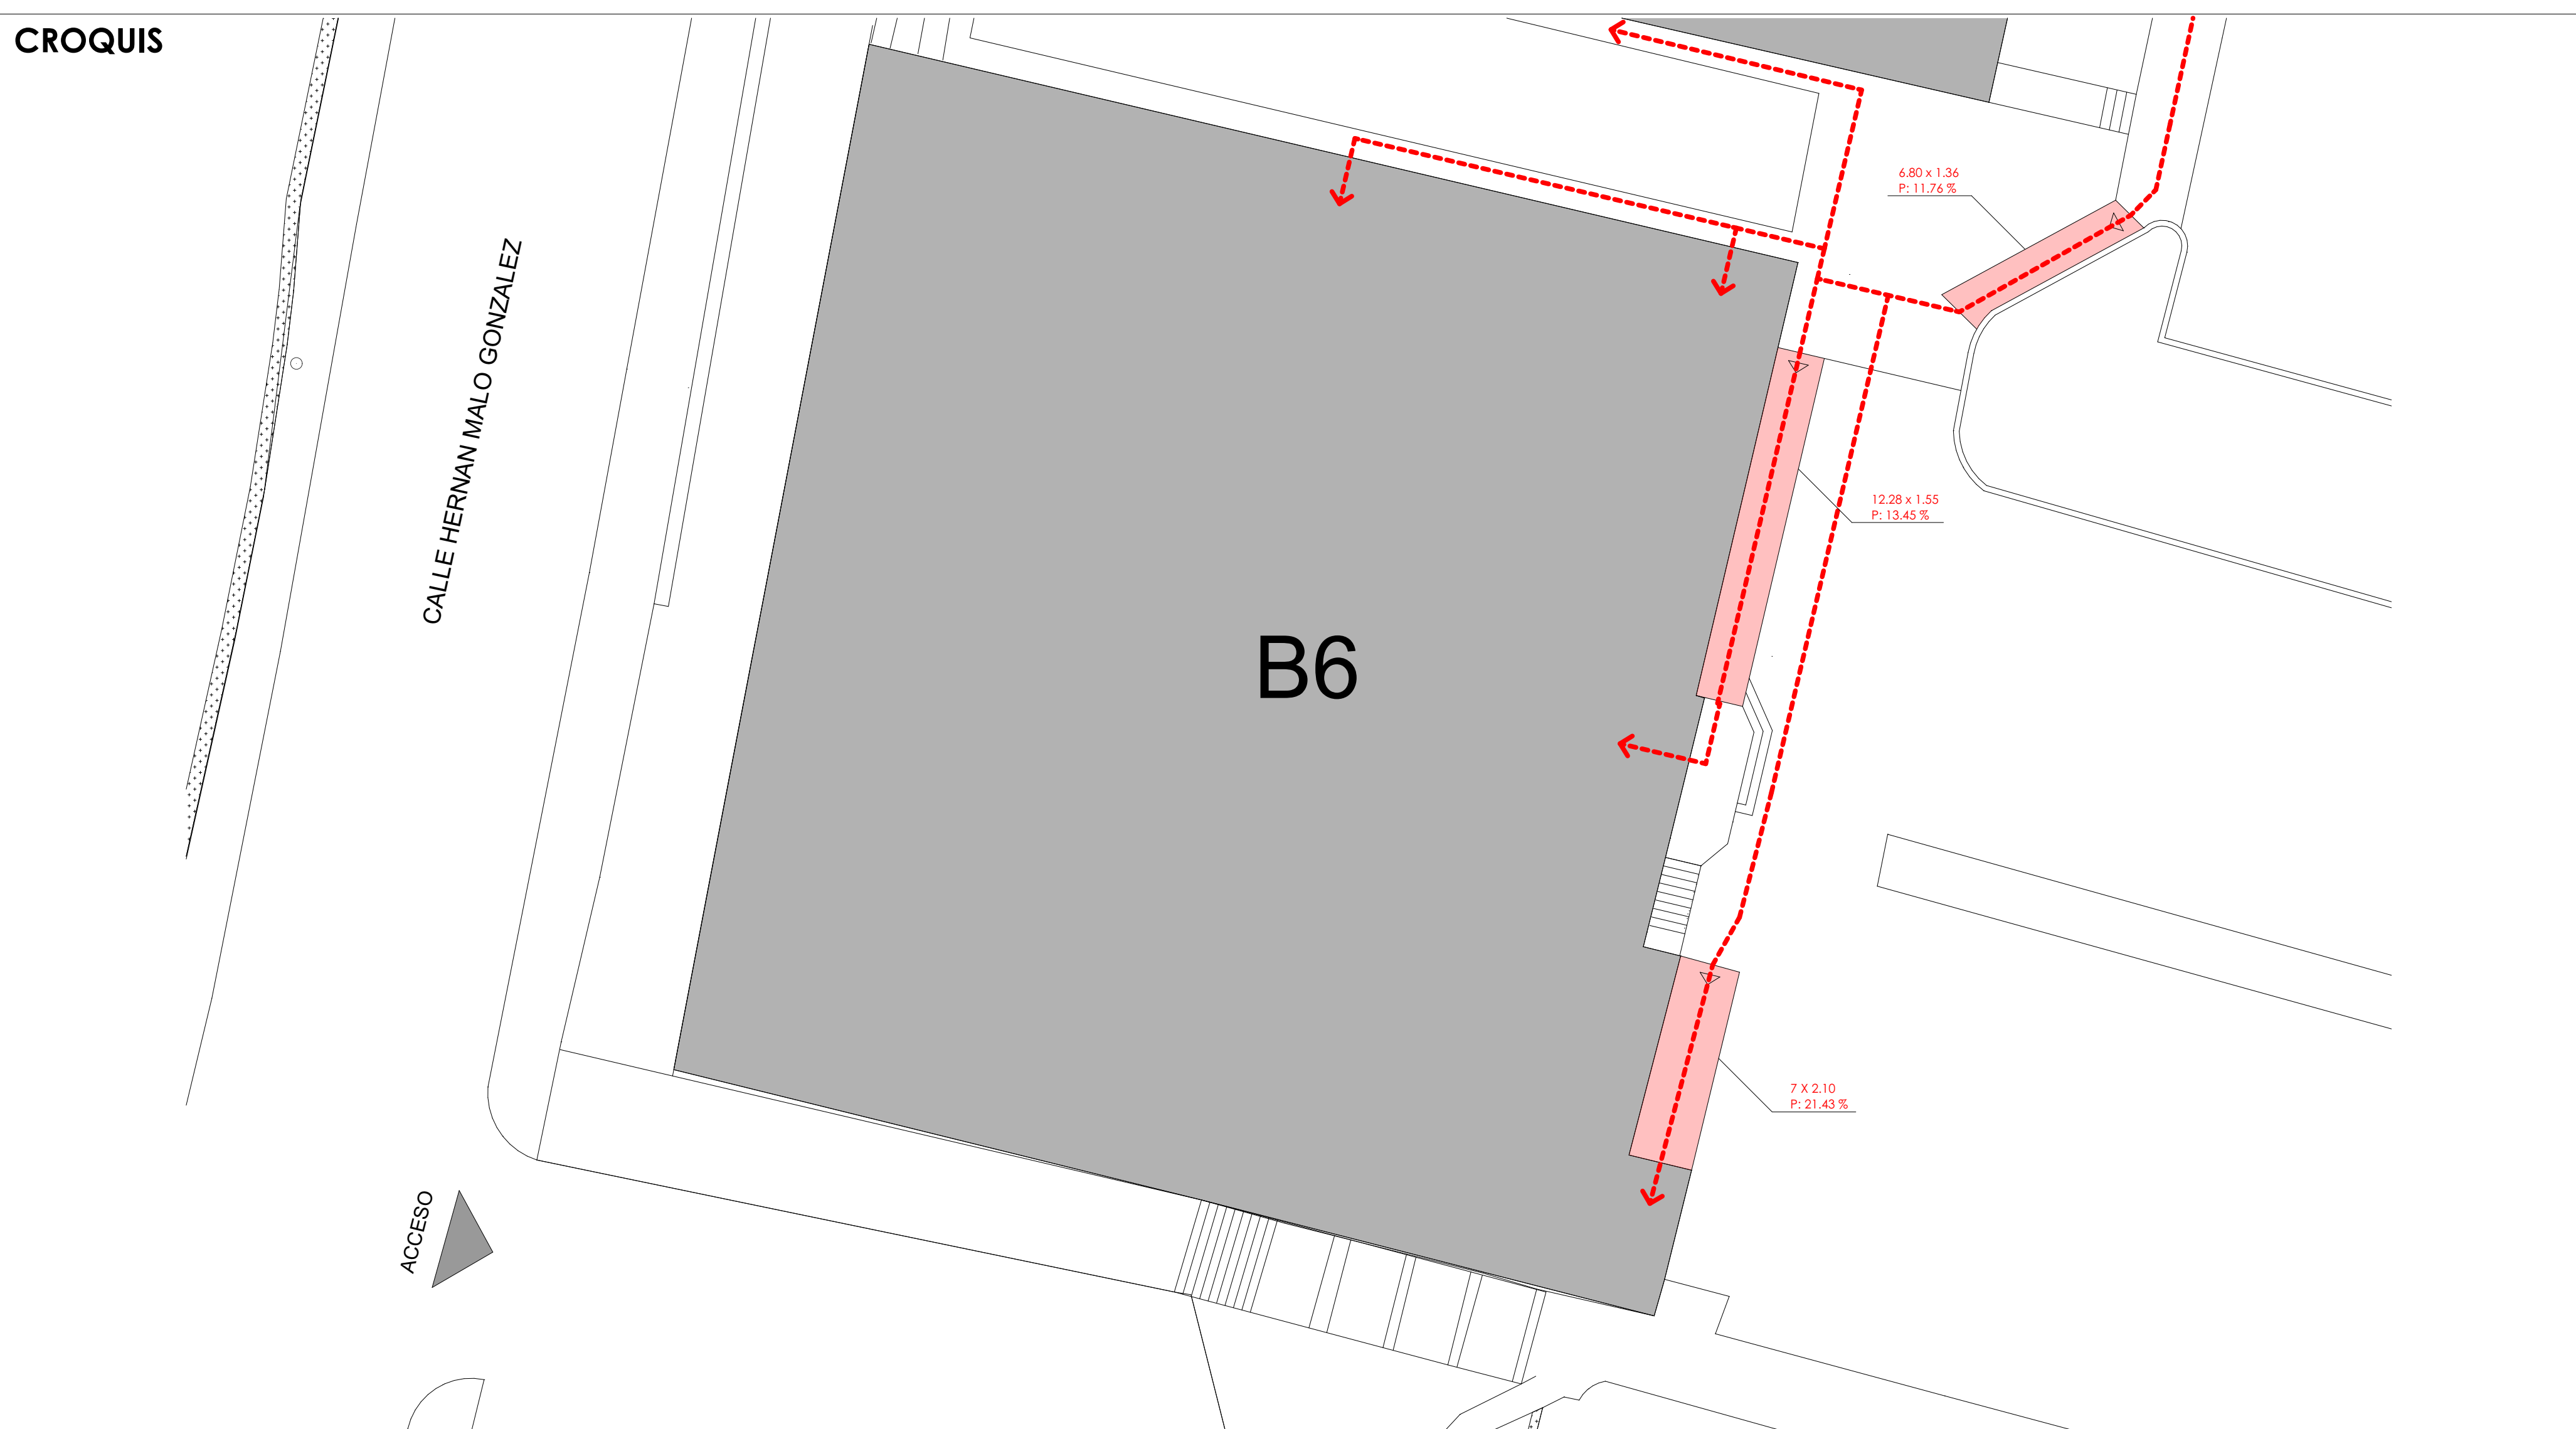 CROQUIS
6.80 x 1.36
P: 11.76 %
CALLE HERNAN MALO GONZALEZ
12.28 x 1.55
P: 13.45 %
B6
7 X 2.10
P: 21.43 %
ACCESO